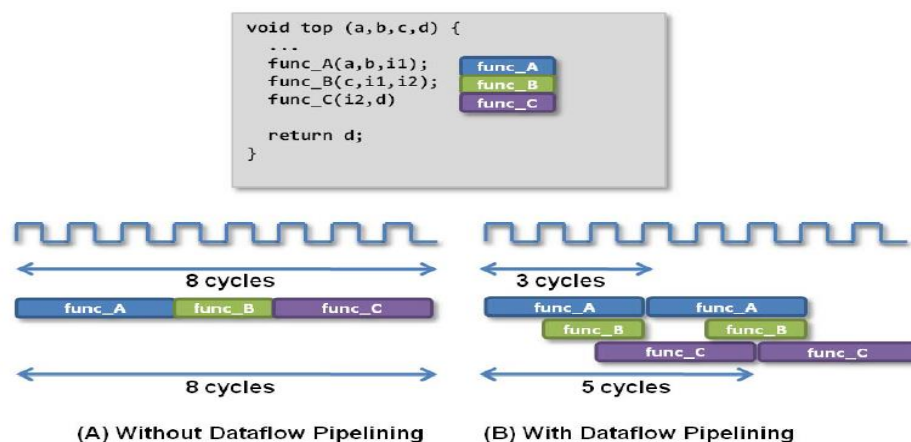 void top (a,b,c,d) {
...
func_A(a,b,i1);
func_B(c,i1,i2);
func_C(i2,d)
return d;
}
func_A
func_B
func_C
8 cycles
func_A func_B func_C
8 cycles
(A) Without Dataflow Pipelining
3 cycles
func_A func_A
func_B func_B
func_C func_C
5 cycles
(B) With Dataflow Pipelining